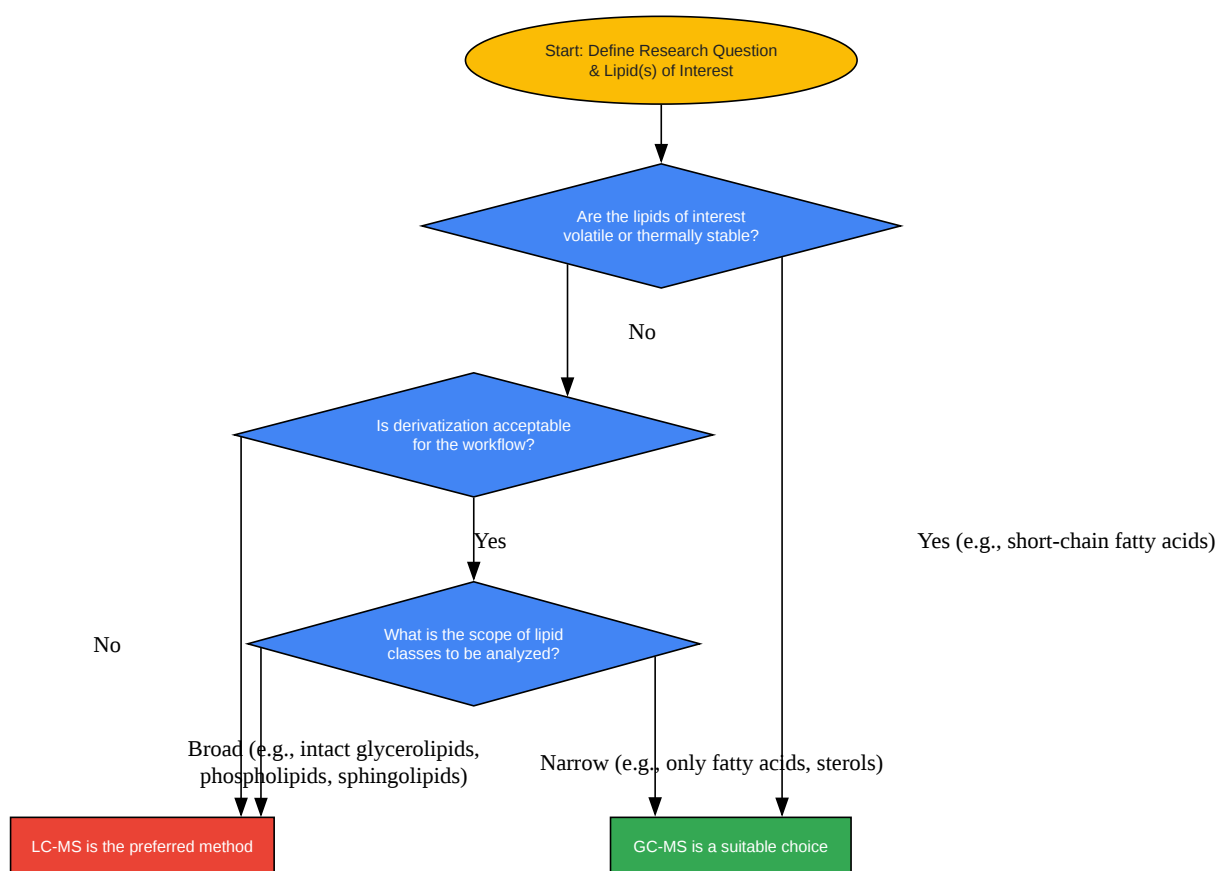 Start: Define Research Question
& Lipid(s) of Interest
Are the lipids of interest
volatile or thermally stable?
No
Is derivatization acceptable
for the workflow?
Yes
Yes (e.g., short-chain fatty acids)
What is the scope of lipid
classes to be analyzed?
No
Broad (e.g., intact glycerolipids,
phospholipids, sphingolipids)
Narrow (e.g., only fatty acids, sterols)
LC-MS is the preferred method
GC-MS is a suitable choice